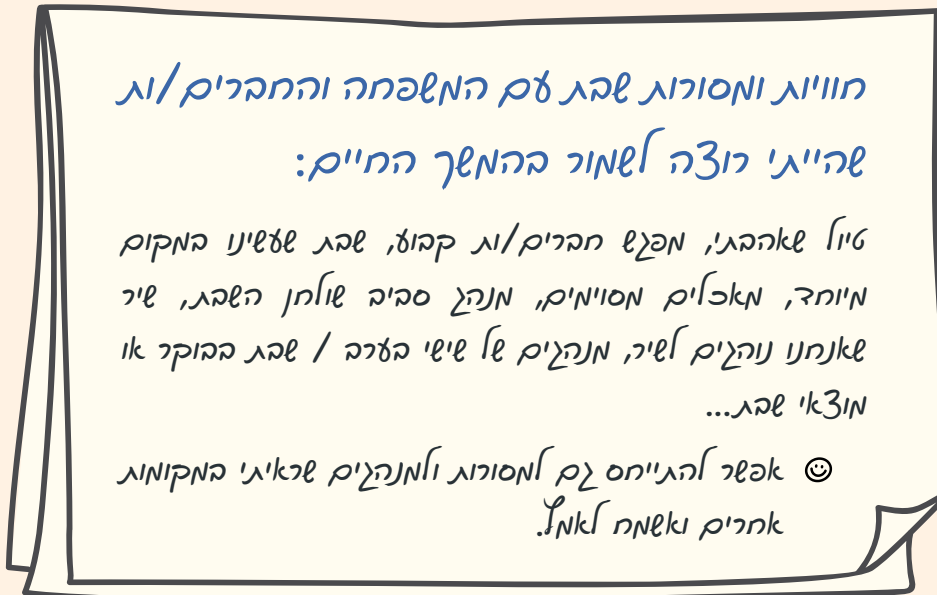 חוויות ומסורות שבת עם המשפחה והחברים/ות
שהייתי רוצה לשמור בהמשך החיים:
טיול שאהבתי, מפגש חברים/ות קבוע, שבת שעשינו במקום
מיוחד, מאכלים מסוימים, מנהג סביב שולחן השבת, שיר
שאנחנו נוהגים לשיר, מנהגים של שישי בערב / שבת בבוקר או
מוצאי שבת...
☺ אפשר להתייחס גם למסורות ולמנהגים שראיתי במקומות
אחרים ואשמח לאמץ.